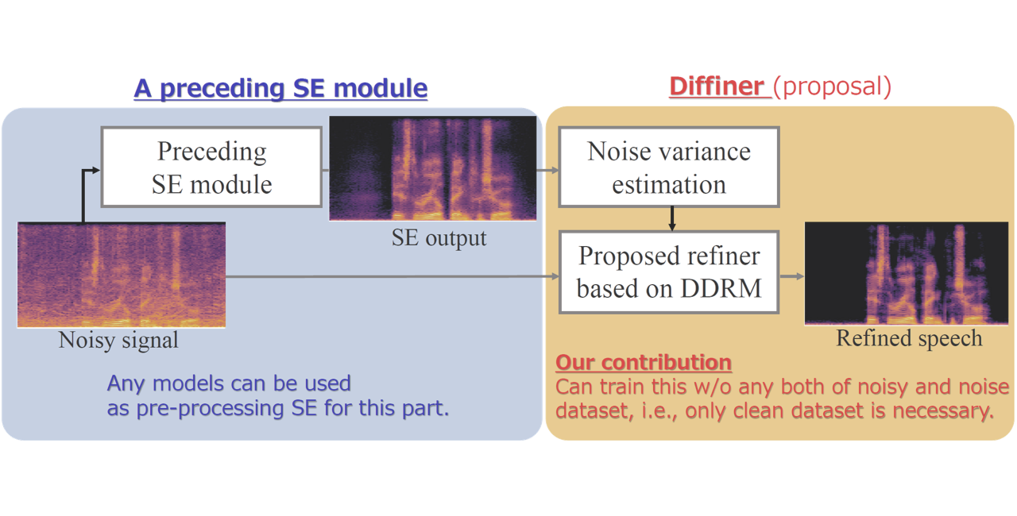 A preceding SE module
Diffiner (proposal)
Preceding
SE module
SE output
Noisy signal
Any models can be used
as pre-processing SE for this part.
Noise variance
estimation
Proposed refiner
based on DDRM
Refined speech
Our contribution
Can train this w/o any both of noisy and noise
dataset, i.e., only clean dataset is necessary.